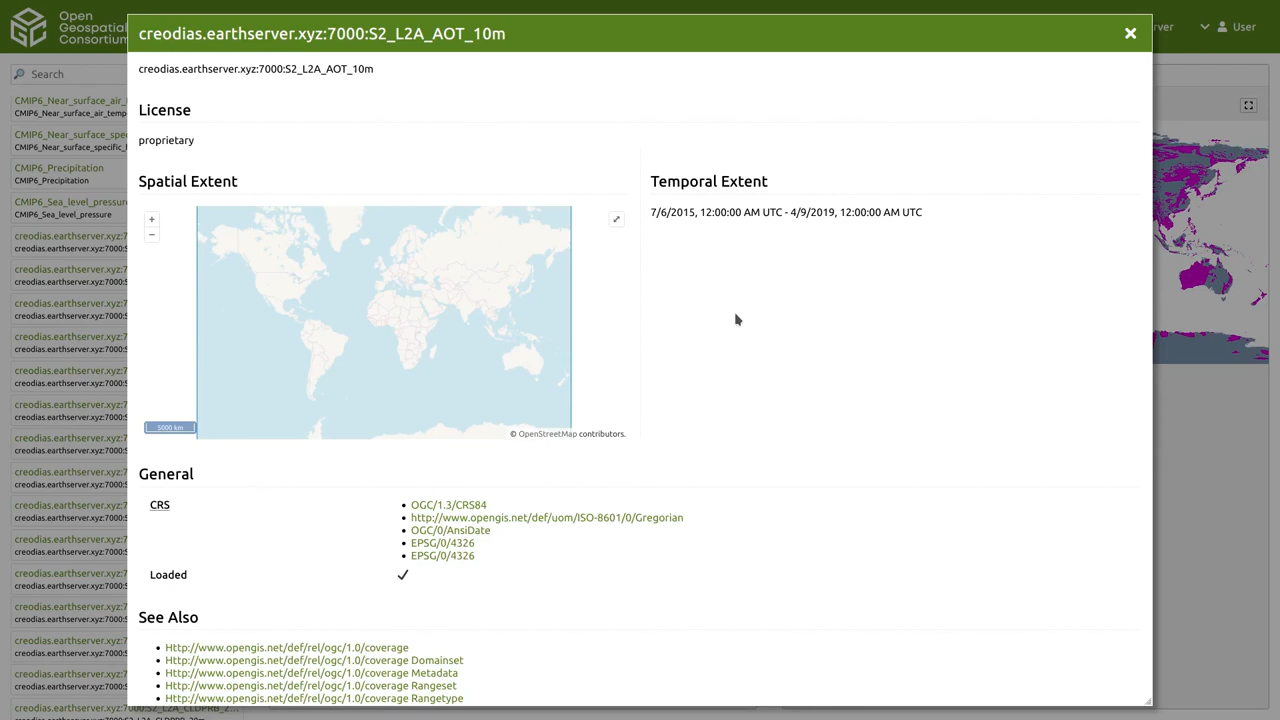 Open
Geospatial
Consortium
creodias.earthserver.xyz:7000:S2_L2A_AOT_10m
User
Search
creodias.earthserver.xyz:7000:S2_L2A_AOT_10m
License
proprietary
Spatial Extent
Temporal Extent
7/6/2015, 12:00:00 AM UTC - 4/9/2019, 12:00:00 AM UTC
+
−
5000 km
© OpenStreetMap contributors.
General
CRS
OGC/1.3/CRS84
http://www.opengis.net/def/uom/ISO-8601/0/Gregorian
OGC/0/AnsiDate
EPSG/0/4326
EPSG/0/4326
Loaded
See Also
Http://www.opengis.net/def/rel/ogc/1.0/coverage
Http://www.opengis.net/def/rel/ogc/1.0/coverage Domainset
Http://www.opengis.net/def/rel/ogc/1.0/coverage Metadata
Http://www.opengis.net/def/rel/ogc/1.0/coverage Rangeset
Http://www.opengis.net/def/rel/ogc/1.0/coverage Rangetype
CMIP6_Near_surface_air_
CMIP6_Near_surface_air_tempe
CMIP6_Near_surface_spe
CMIP6_Near_surface_specific_
CMIP6_Precipitation
CMIP6_Precipitation
CMIP6_Sea_level_pressure
CMIP6_Sea_level_pressure